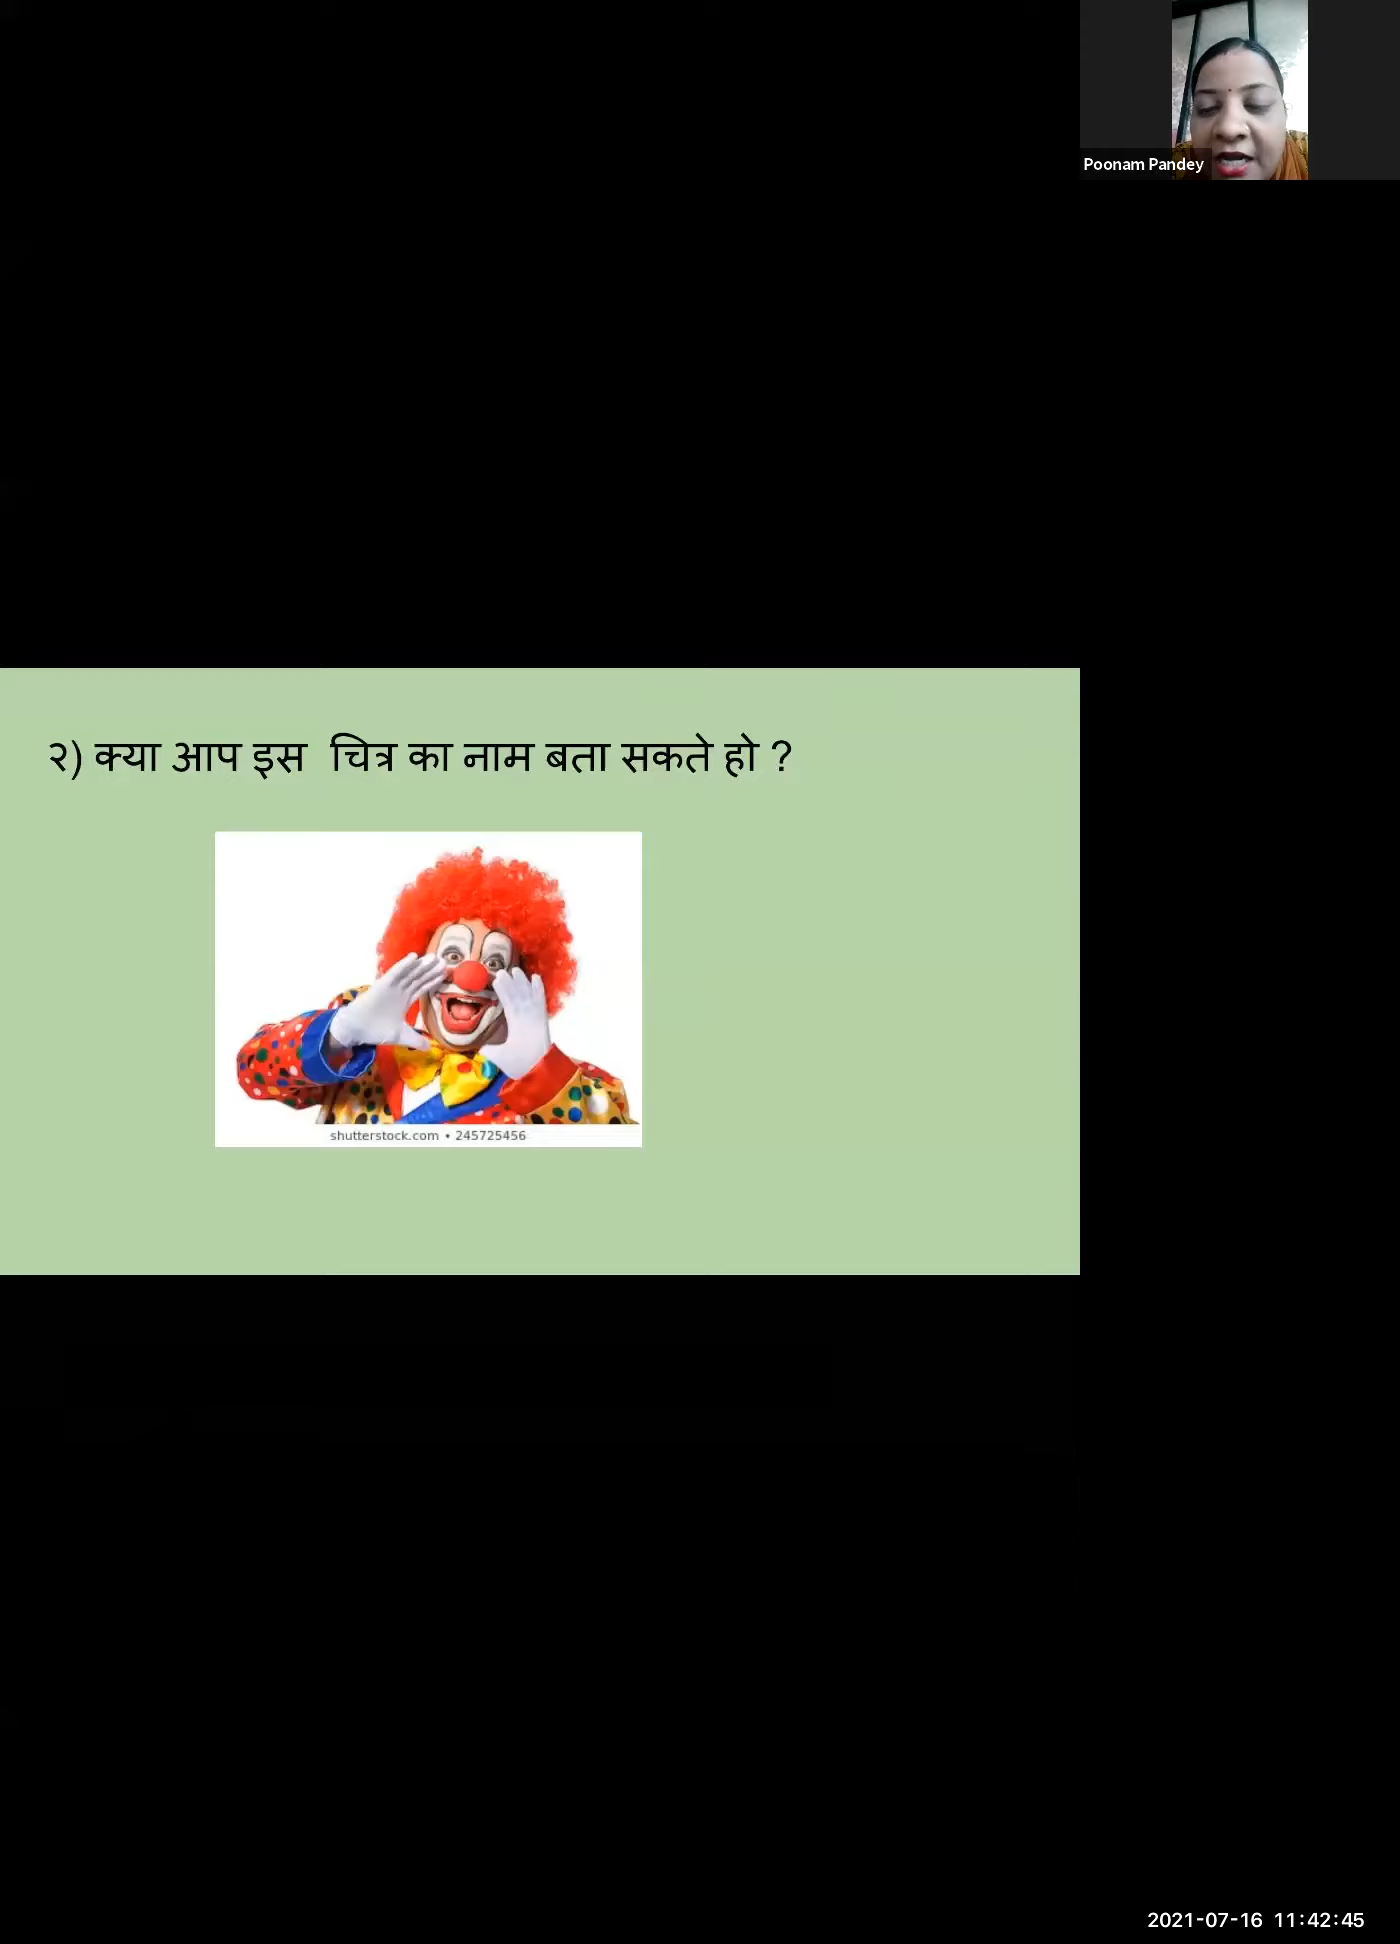 Poonam Pandey
२) क्या आप इस चित्र का नाम बता सकते हो ?
shutterstock.com • 245725456
2021-07-16 11:42:45